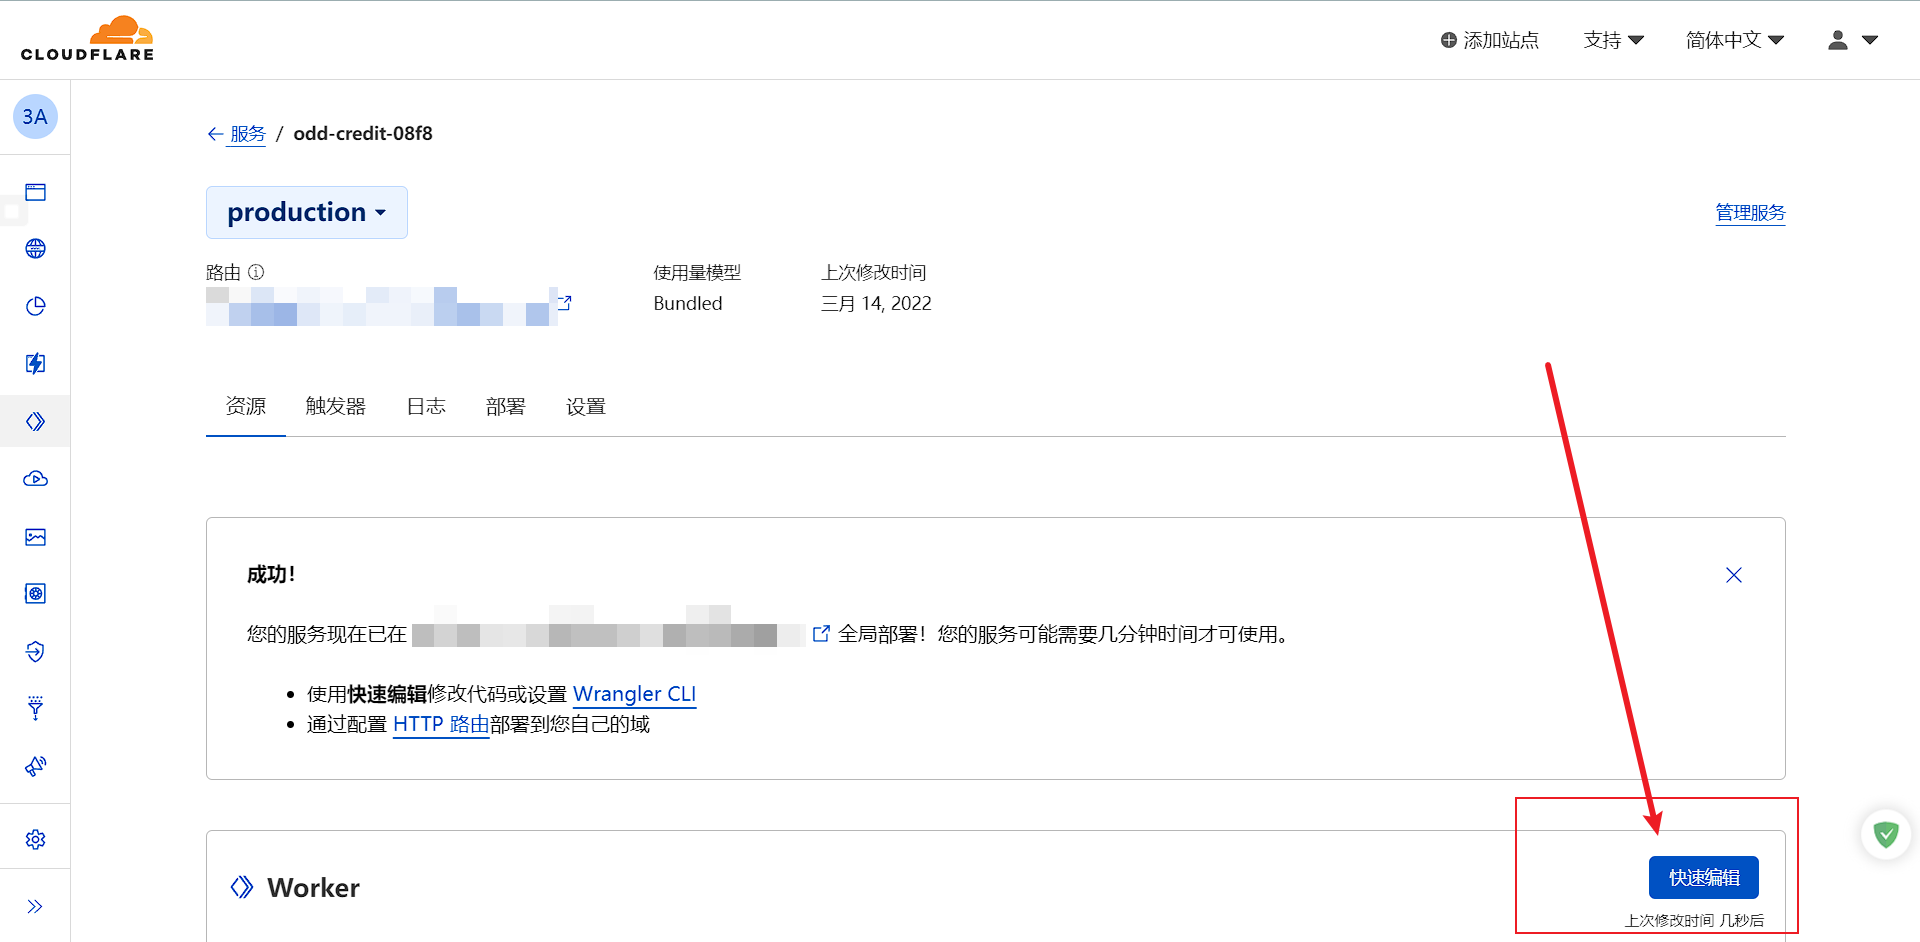 CLOUDFLARE
添加站点
支持
简体中文
3A
服务 / odd-credit-08f8
production
管理服务
路由
使用量模型
上次修改时间
Bundled
三月 14, 2022
资源
触发器
日志
部署
设置
成功！
您的服务现在已在 全局部署！您的服务可能需要几分钟时间才可使用。
使用快速编辑修改代码或设置 Wrangler CLI
通过配置 HTTP 路由部署到您自己的域
Worker
快速编辑
上次修改时间 几秒后